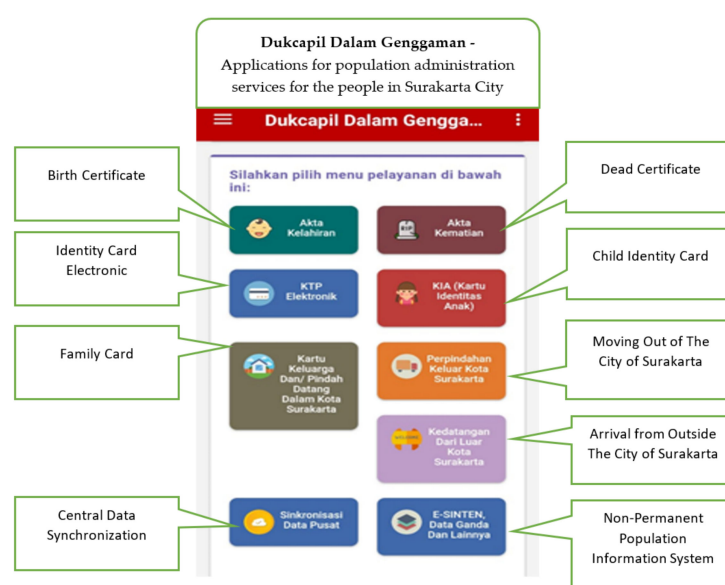 Dukcapil Dalam Genggaman -
Applications for population administration
services for the people in Surakarta City
Dukcapil Dalam Gengga...
Silahkan pilih menu pelayanan di bawah
ini:
Birth Certificate
Akta
Kelahiran
Akta
Kematian
Dead Certificate
Identity Card
Electronic
KTP
Elektronik
KIA (Kartu
Identitas
Anak)
Child Identity Card
Family Card
Kartu
Keluarga
Dan/ Pindah
Datang
Dalam Kota
Surakarta
Perpindahan
Keluar Kota
Surakarta
Moving Out of The
City of Surakarta
Kedatangan
Dari Luar
Kota
Surakarta
Arrival from Outside
The City of Surakarta
Central Data
Synchronization
Sinkronisasi
Data Pusat
E-SINTEN,
Data Ganda
Dan Lainnya
Non-Permanent
Population
Information System